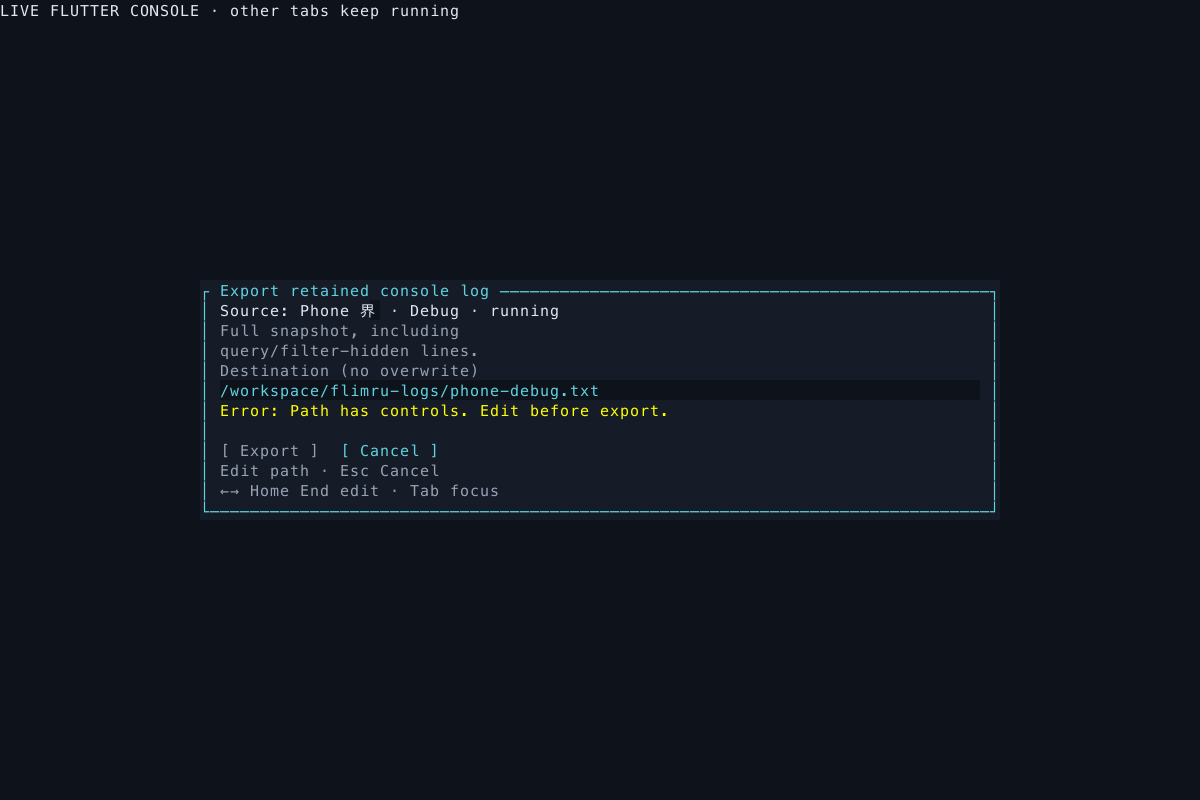 LIVE FLUTTER CONSOLE · other tabs keep running
Export retained console log
Source: Phone 界 · Debug · running
Full snapshot, including
query/filter-hidden lines.
Destination (no overwrite)
/workspace/flimru-logs/phone-debug.txt
Error: Path has controls. Edit before export.
[ Export ]  [ Cancel ]
Edit path · Esc Cancel
←→ Home End edit · Tab focus